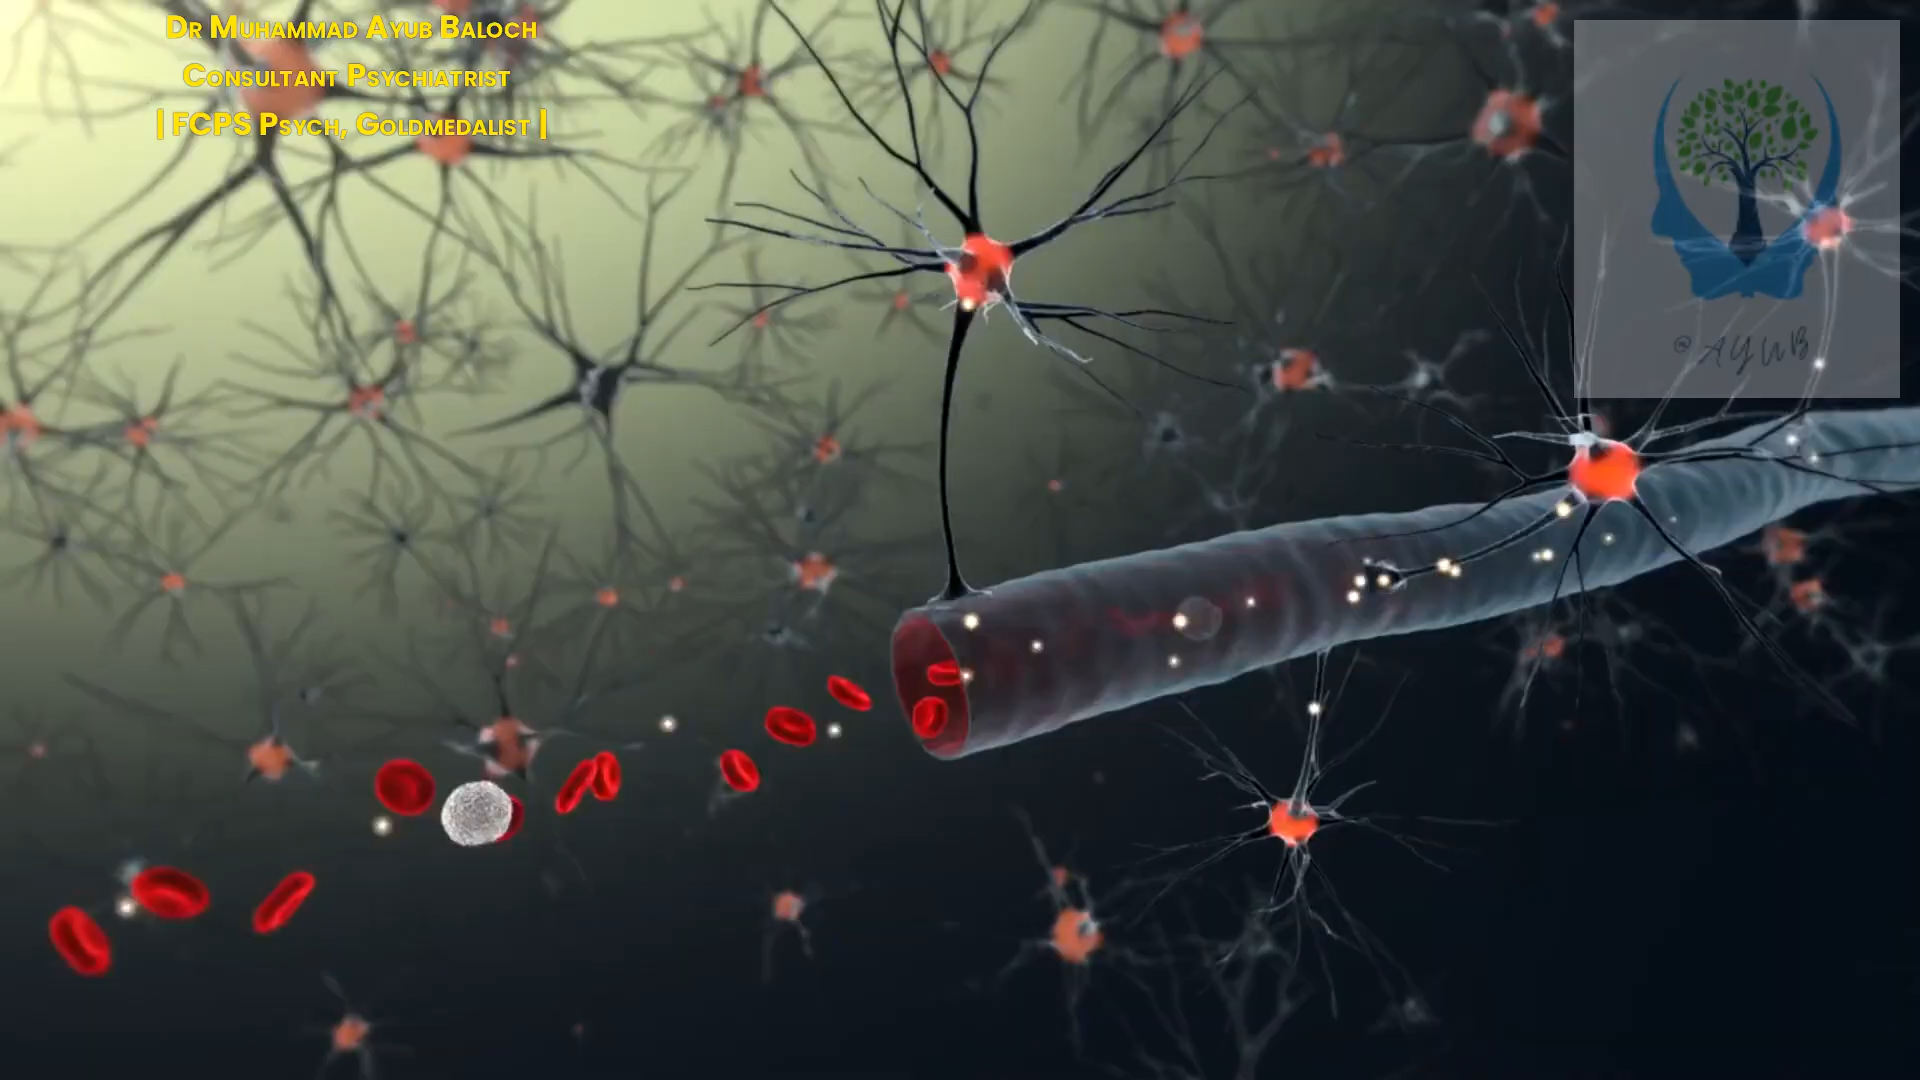 Dr Muhammad Ayub Baloch
Consultant Psychiatrist
| FCPS Psych, Goldmedalist |
@ AYUB